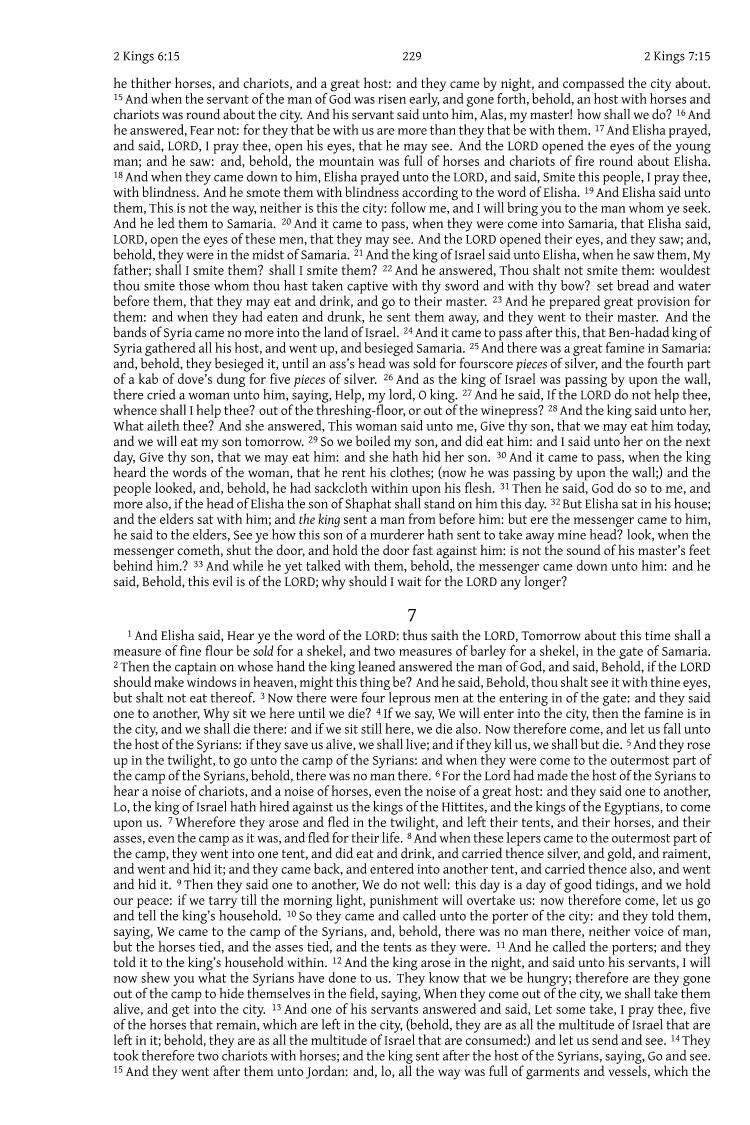 2 Kings 6:15 229 2 Kings 7:15
he thither horses, and chariots, and a great host: and they came by night, and compassed the city about.
15 And when the servant of the man of God was risen early, and gone forth, behold, an host with horses and
chariots was round about the city. And his servant said unto him, Alas, my master! how shall we do? 16 And
he answered, Fear not: for they that be with us are more than they that be with them. 17 And Elisha prayed,
and said, LORD, I pray thee, open his eyes, that he may see. And the LORD opened the eyes of the young
man; and he saw: and, behold, the mountain was full of horses and chariots of fire round about Elisha.
18 And when they came down to him, Elisha prayed unto the LORD, and said, Smite this people, I pray thee,
with blindness. And he smote them with blindness according to the word of Elisha. 19 And Elisha said unto
them, This is not the way, neither is this the city: follow me, and I will bring you to the man whom ye seek.
And he led them to Samaria. 20 And it came to pass, when they were come into Samaria, that Elisha said,
LORD, open the eyes of these men, that they may see. And the LORD opened their eyes, and they saw; and,
behold, they were in the midst of Samaria. 21 And the king of Israel said unto Elisha, when he saw them, My
father; shall I smite them? shall I smite them? 22 And he answered, Thou shalt not smite them: wouldest
thou smite those whom thou hast taken captive with thy sword and with thy bow? set bread and water
before them, that they may eat and drink, and go to their master. 23 And he prepared great provision for
them: and when they had eaten and drunk, he sent them away, and they went to their master. And the
bands of Syria came no more into the land of Israel. 24 And it came to pass after this, that Ben-hadad king of
Syria gathered all his host, and went up, and besieged Samaria. 25 And there was a great famine in Samaria:
and, behold, they besieged it, until an ass's head was sold for fourscore pieces of silver, and the fourth part
of a kab of dove's dung for five pieces of silver. 26 And as the king of Israel was passing by upon the wall,
there cried a woman unto him, saying, Help, my lord, O king. 27 And he said, If the LORD do not help thee,
whence shall I help thee? out of the threshing-floor, or out of the winepress? 28 And the king said unto her,
What aileth thee? And she answered, This woman said unto me, Give thy son, that we may eat him today,
and we will eat my son tomorrow. 29 So we boiled my son, and did eat him: and I said unto her on the next
day, Give thy son, that we may eat him: and she hath hid her son. 30 And it came to pass, when the king
heard the words of the woman, that he rent his clothes; (now he was passing by upon the wall;) and the
people looked, and, behold, he had sackcloth within upon his flesh. 31 Then he said, God do so to me, and
more also, if the head of Elisha the son of Shaphat shall stand on him this day. 32 But Elisha sat in his house;
and the elders sat with him; and the king sent a man from before him: but ere the messenger came to him,
he said to the elders, See ye how this son of a murderer hath sent to take away mine head? look, when the
messenger cometh, shut the door, and hold the door fast against him: is not the sound of his master's feet
behind him.? 33 And while he yet talked with them, behold, the messenger came down unto him: and he
said, Behold, this evil is of the LORD; why should I wait for the LORD any longer?
7
1 And Elisha said, Hear ye the word of the LORD: thus saith the LORD, Tomorrow about this time shall a
measure of fine flour be sold for a shekel, and two measures of barley for a shekel, in the gate of Samaria.
2 Then the captain on whose hand the king leaned answered the man of God, and said, Behold, if the LORD
should make windows in heaven, might this thing be? And he said, Behold, thou shalt see it with thine eyes,
but shalt not eat thereof. 3 Now there were four leprous men at the entering in of the gate: and they said
one to another, Why sit we here until we die? 4 If we say, We will enter into the city, then the famine is in
the city, and we shall die there: and if we sit still here, we die also. Now therefore come, and let us fall unto
the host of the Syrians: if they save us alive, we shall live; and if they kill us, we shall but die. 5 And they rose
up in the twilight, to go unto the camp of the Syrians: and when they were come to the outermost part of
the camp of the Syrians, behold, there was no man there. 6 For the Lord had made the host of the Syrians to
hear a noise of chariots, and a noise of horses, even the noise of a great host: and they said one to another,
Lo, the king of Israel hath hired against us the kings of the Hittites, and the kings of the Egyptians, to come
upon us. 7 Wherefore they arose and fled in the twilight, and left their tents, and their horses, and their
asses, even the camp as it was, and fled for their life. 8 And when these lepers came to the outermost part of
the camp, they went into one tent, and did eat and drink, and carried thence silver, and gold, and raiment,
and went and hid it; and they came back, and entered into another tent, and carried thence also, and went
and hid it. 9 Then they said one to another, We do not well: this day is a day of good tidings, and we hold
our peace: if we tarry till the morning light, punishment will overtake us: now therefore come, let us go
and tell the king's household. 10 So they came and called unto the porter of the city: and they told them,
saying, We came to the camp of the Syrians, and, behold, there was no man there, neither voice of man,
but the horses tied, and the asses tied, and the tents as they were. 11 And he called the porters; and they
told it to the king's household within. 12 And the king arose in the night, and said unto his servants, I will
now shew you what the Syrians have done to us. They know that we be hungry; therefore are they gone
out of the camp to hide themselves in the field, saying, When they come out of the city, we shall take them
alive, and get into the city. 13 And one of his servants answered and said, Let some take, I pray thee, five
of the horses that remain, which are left in the city, (behold, they are as all the multitude of Israel that are
left in it; behold, they are as all the multitude of Israel that are consumed:) and let us send and see. 14 They
took therefore two chariots with horses; and the king sent after the host of the Syrians, saying, Go and see.
15 And they went after them unto Jordan: and, lo, all the way was full of garments and vessels, which the